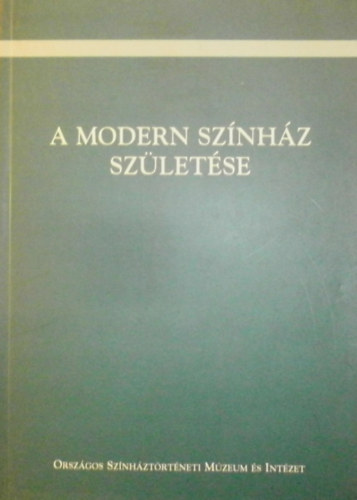 A MODERN SZÍNHÁZ
SZÜLETÉSE
ORSZÁGOS SZÍNHÁZTÖRTÉNETI MÚZEUM ÉS INTÉZET